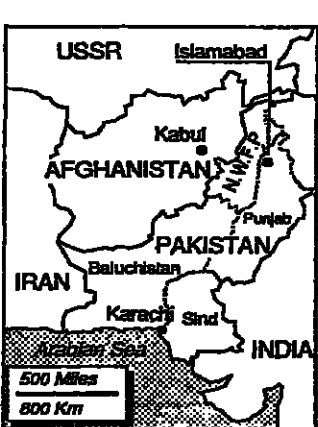 USSR
Islamabad
Kabul
AFGHANISTAN
N.W.F.P.
Punjab
PAKISTAN
IRAN
Baluchistan
Karachi
Sind
INDIA
Arabian Sea
500 Miles
800 Km